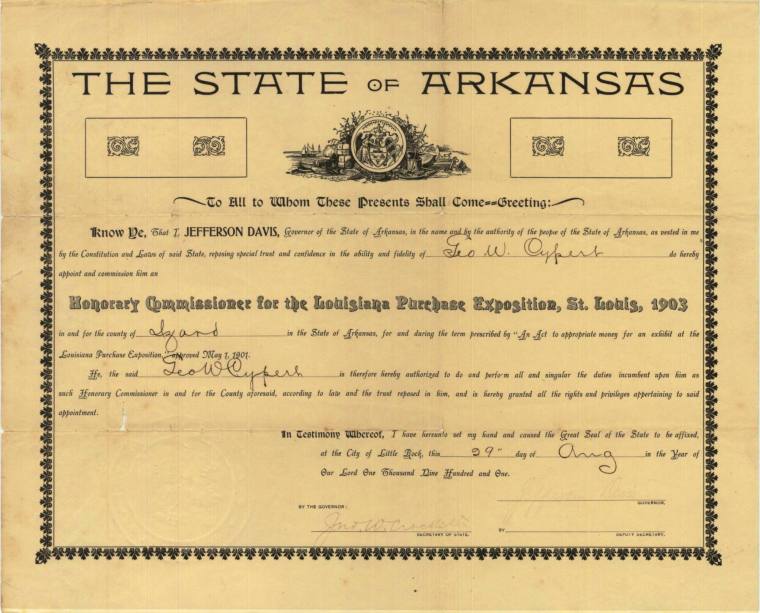 THE STATE OF ARKANSAS
To All to Whom These Presents Shall Come==Greeting:
Know Ye, That I, JEFFERSON DAVIS, Governor of the State of Arkansas, in the name and by the authority of the people of the State of Arkansas, as vested in me
by the Constitution and Laws of said State, reposing special trust and confidence in the ability and fidelity of Geo W. Cypert do hereby
appoint and commission him an
Honorary Commissioner for the Louisiana Purchase Exposition, St. Louis, 1903
in and for the county of Izard in the State of Arkansas, for and during the term prescribed by "An Act to appropriate money for an exhibit at the
Louisiana Purchase Exposition," approved May 7, 1901.
He, the said Geo W Cypert is therefore hereby authorized to do and perform all and singular the duties incumbent upon him as
such Honorary Commissioner in and for the County aforesaid, according to law and the trust reposed in him, and is hereby granted all the rights and privileges appertaining to said
appointment.
In Testimony Whereof, I have hereunto set my hand and caused the Great Seal of the State to be affixed,
at the City of Little Rock, this 29" day of Aug in the Year of
Our Lord One Thousand Nine Hundred and One.
GOVERNOR.
BY THE GOVERNOR:
Jno. W. Crockett
SECRETARY OF STATE.
BY
DEPUTY SECRETARY.